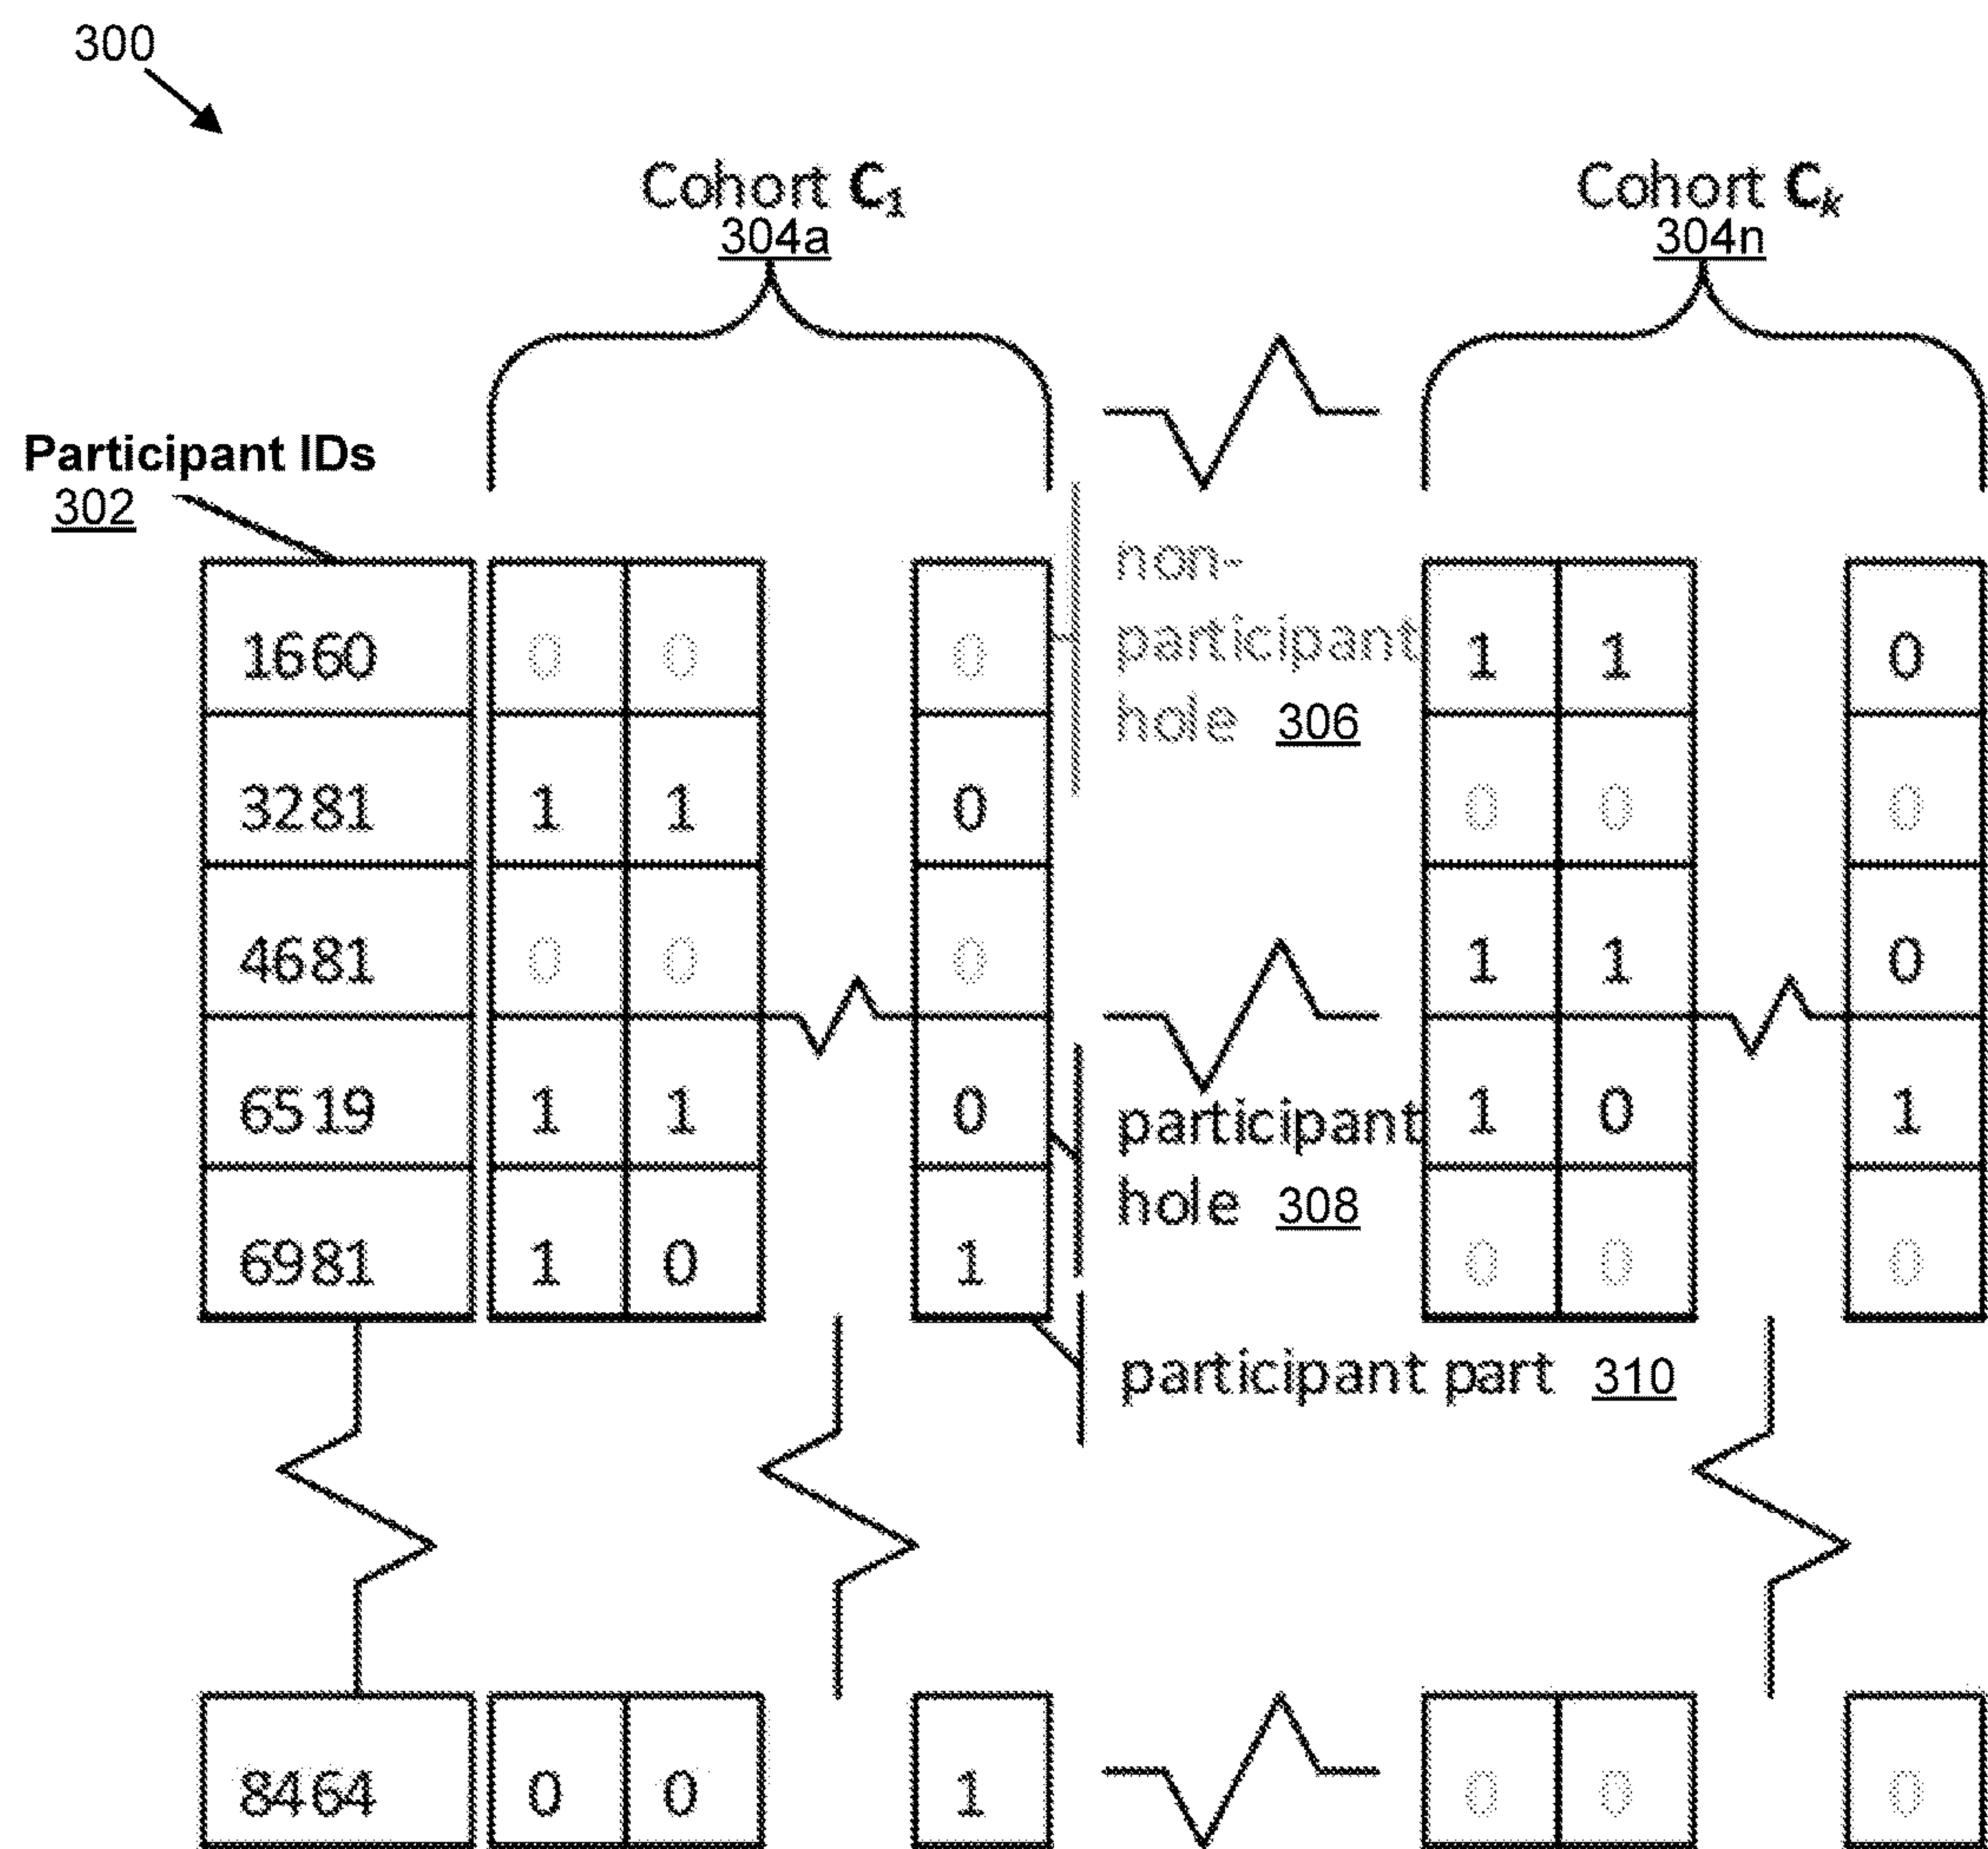 300
Cohort C1
304a
Cohort Ck
304n
Participant IDs
302
non-
participant
hole 306
1660 0 0 0 1 1 0
3281 1 1 0 0 0 0
4681 0 0 0 1 1 0
6519 1 1 0 1 0 1
participant
hole 308
6981 1 0 1 0 0 0
participant part 310
8464 0 0 1 0 0 0